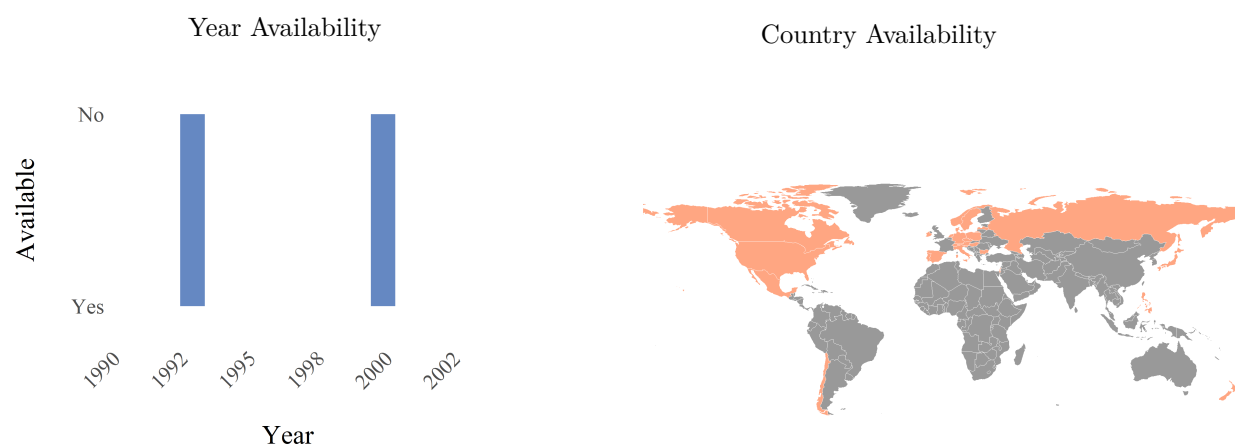 Year Availability
Available
No
Yes
1990
1992
1995
1998
2000
2002
Year
Country Availability